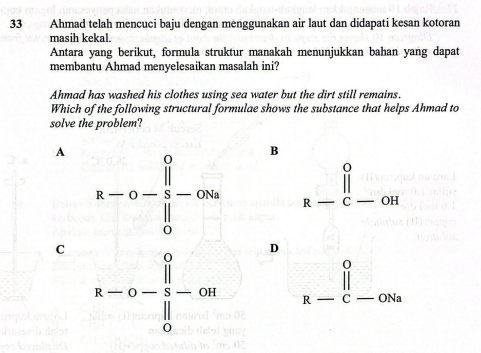 33 Ahmad telah mencuci baju dengan menggunakan air laut dan didapati kesan kotoran
masih kekal.
Antara yang berikut, formula struktur manakah menunjukkan bahan yang dapat
membantu Ahmad menyelesaikan masalah ini?
Ahmad has washed his clothes using sea water but the dirt still remains.
Which of the following structural formulae shows the substance that helps Ahmad to
solve the problem?
A
O
R — O — S — ONa
O
B
O
R — C — OH
C
O
R — O — S — OH
O
D
O
R — C — ONa